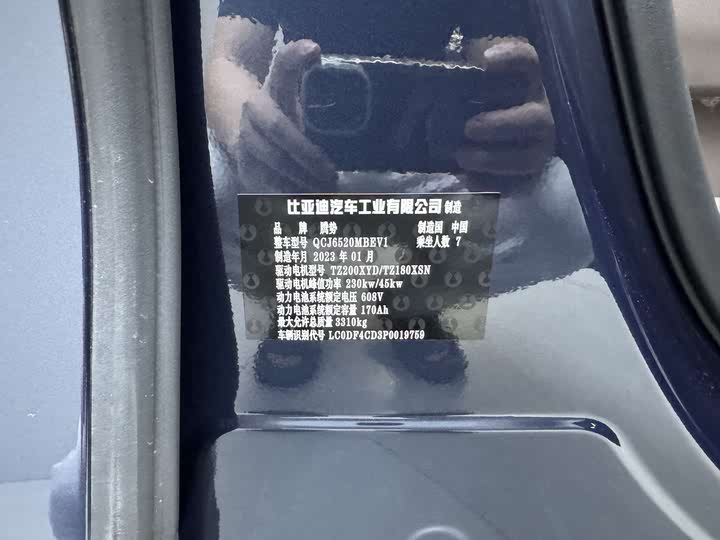 比亚迪汽车工业有限公司 制造
品 牌 腾势 制造国 中国
整车型号 QCJ6520MBEV1 乘坐人数 7
制造年月 2023 年 01 月
驱动电机型号 TZ200XYD/TZ180XSN
驱动电机峰值功率 230kw/45kw
动力电池系统额定电压 608V
动力电池系统额定容量 170Ah
最大允许总质量 3310kg
车辆识别代号 LC0DF4CD3P0019759